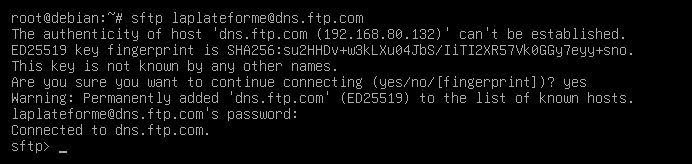 root@debian:~# sftp laplateforme@dns.ftp.com
The authenticity of host 'dns.ftp.com (192.168.80.132)' can't be established.
ED25519 key fingerprint is SHA256:su2HHDv+w3kLXu04JbS/IiTI2XR57Vk0GGy7eyy+sno.
This key is not known by any other names.
Are you sure you want to continue connecting (yes/no/[fingerprint])? yes
Warning: Permanently added 'dns.ftp.com' (ED25519) to the list of known hosts.
laplateforme@dns.ftp.com's password:
Connected to dns.ftp.com.
sftp> _